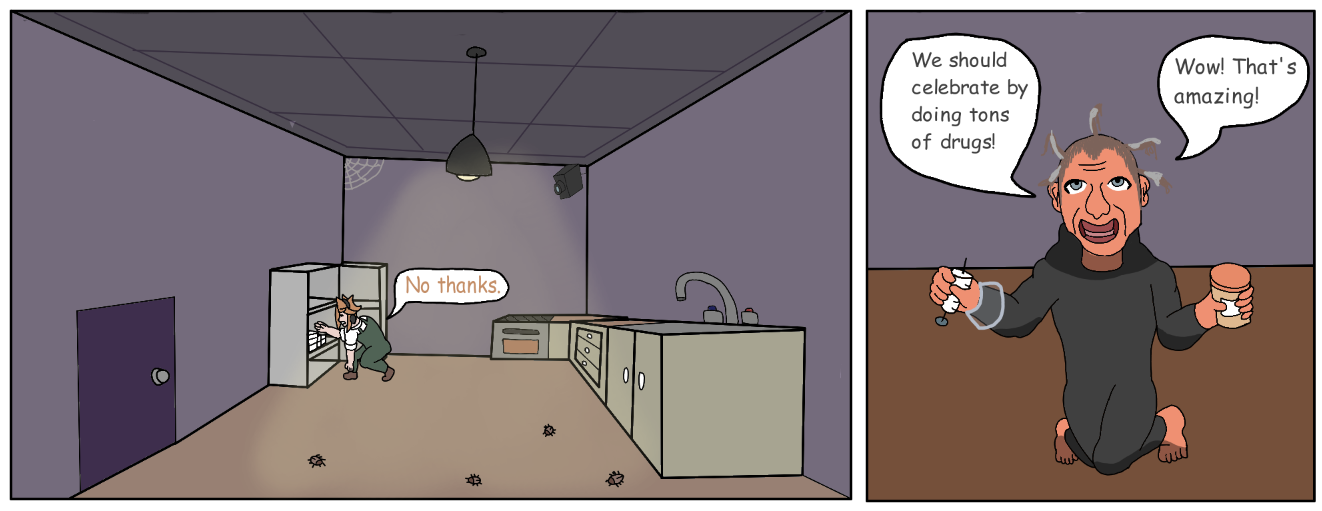 No thanks.
We should
celebrate by
doing tons
of drugs!
Wow! That's
amazing!